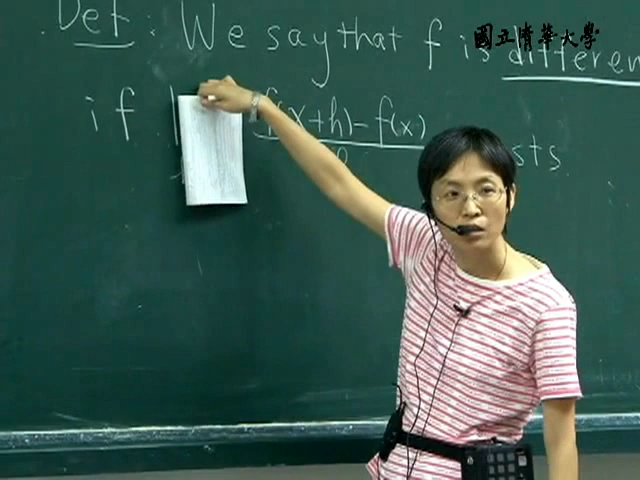 國立清華大學
Def: We say that f is differen
if f(x+h)-f(x) sts